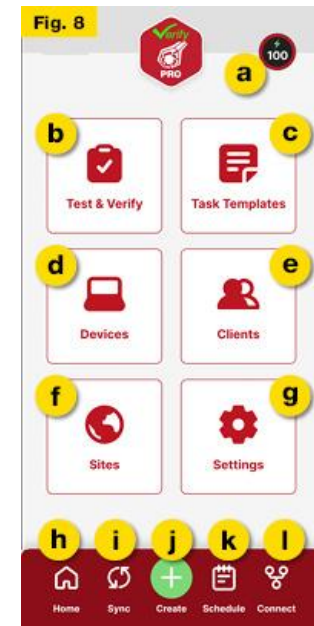 Fig. 8
Verify
PRO
100
a
b
c
Test & Verify
Task Templates
d
e
Devices
Clients
f
g
Sites
Settings
h
i
j
k
l
Home
Sync
Create
Schedule
Connect